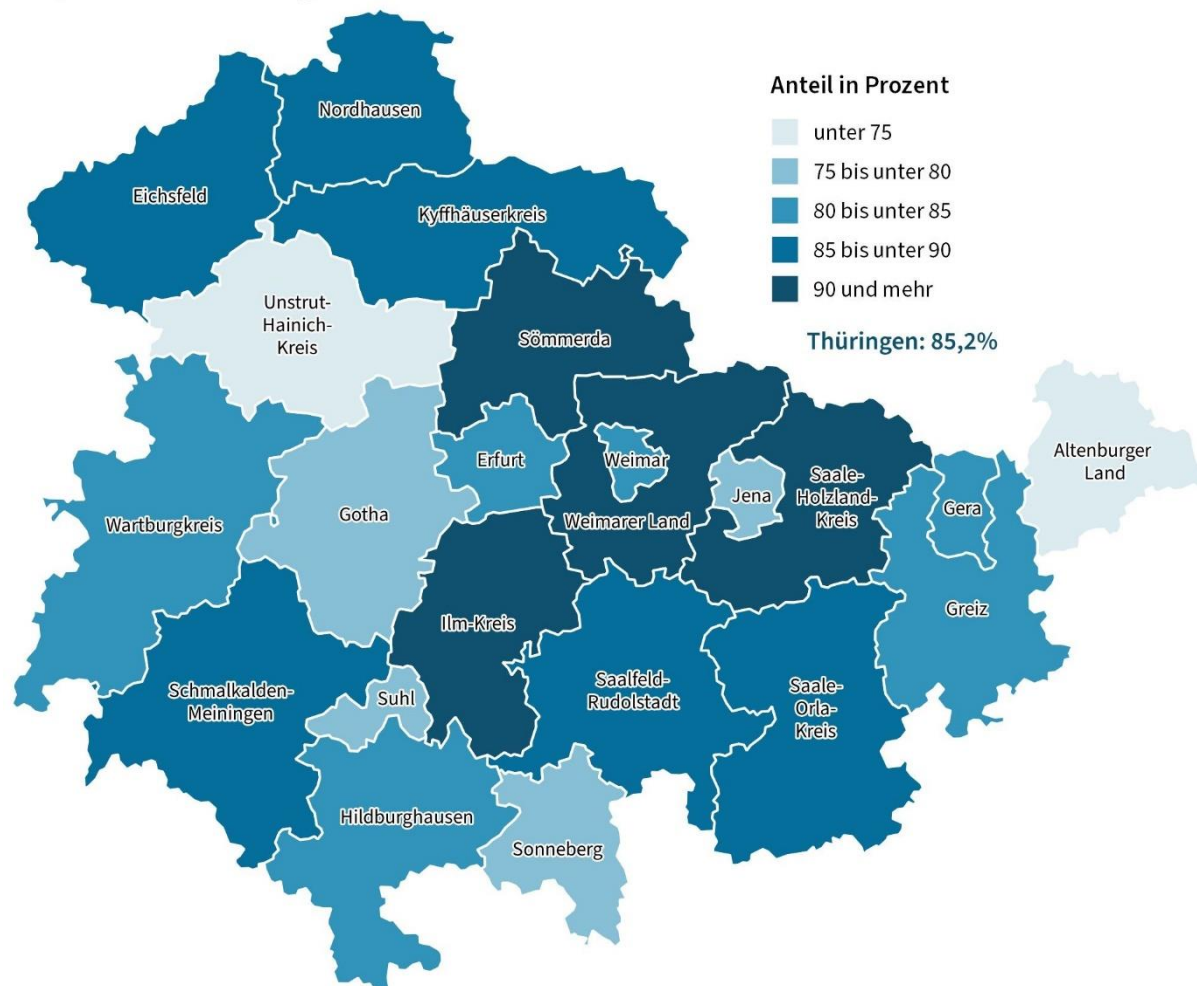 Anteil in Prozent
unter 75
75 bis unter 80
80 bis unter 85
85 bis unter 90
90 und mehr
Thüringen: 85,2%
Nordhausen
Eichsfeld
Kyffhäuserkreis
Unstrut-
Hainich-
Kreis
Sömmerda
Altenburger
Land
Erfurt
Weimar
Jena
Saale-
Holzland-
Kreis
Gera
Wartburgkreis
Gotha
Weimarer Land
Greiz
Ilm-Kreis
Schmalkalden-
Meiningen
Suhl
Saalfeld-
Rudolstadt
Saale-
Orla-
Kreis
Hildburghausen
Sonneberg